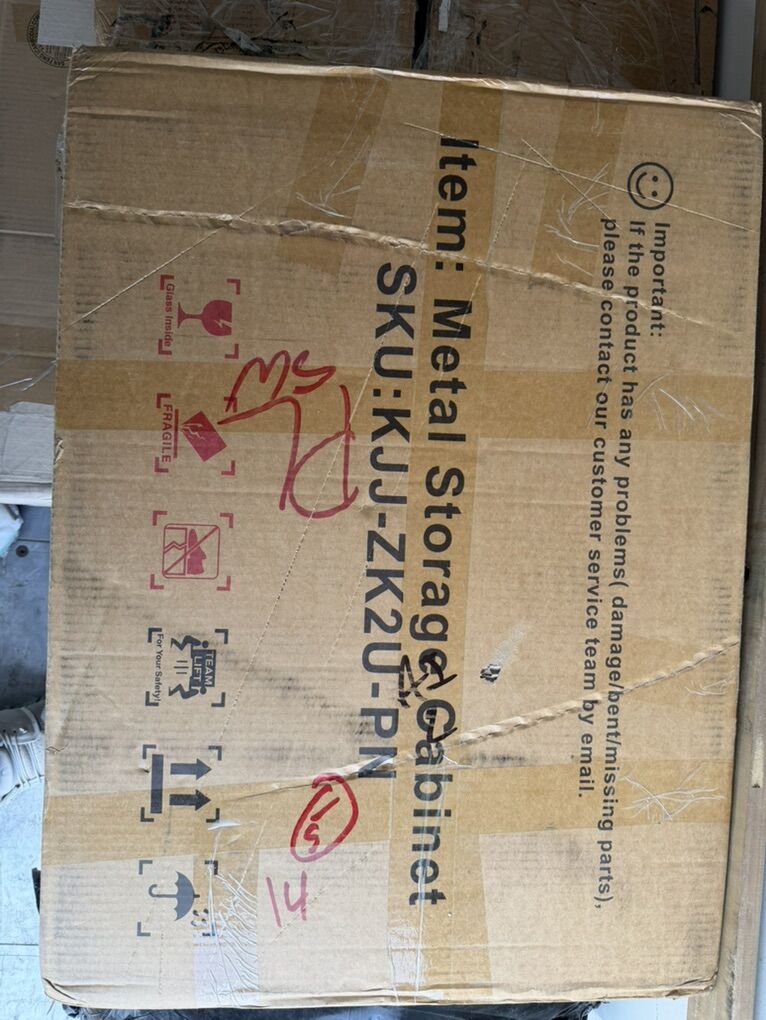 Important:
If the product has any problems( damage/bent/missing parts),
please contact our customer service team by email.
Item: Metal Storage Cabinet
SKU:KJJ-ZK2U-PN
Glass Inside
FRAGILE
TEAM
LIFT
For Your Safety!
14